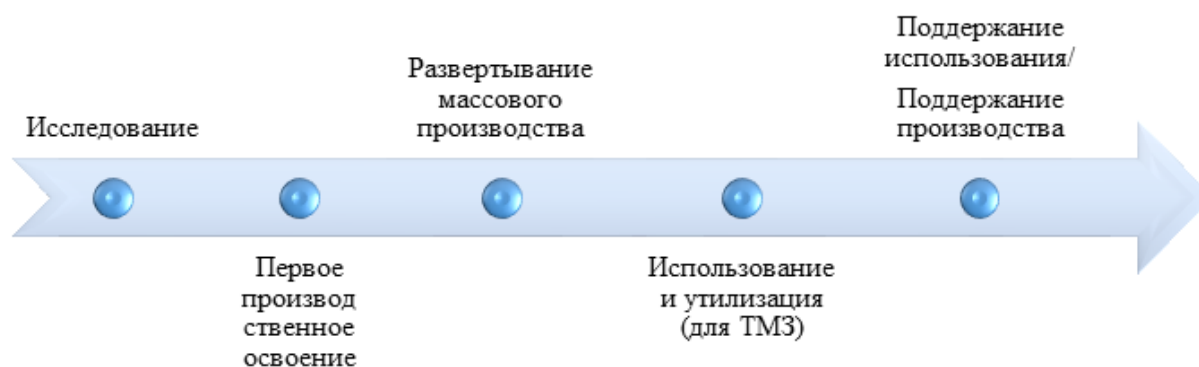 Исследование
Первое
производ
ственное
освоение
Развертывание
массового
производства
Использование
и утилизация
(для ТМЗ)
Поддержание
использования/
Поддержание
производства